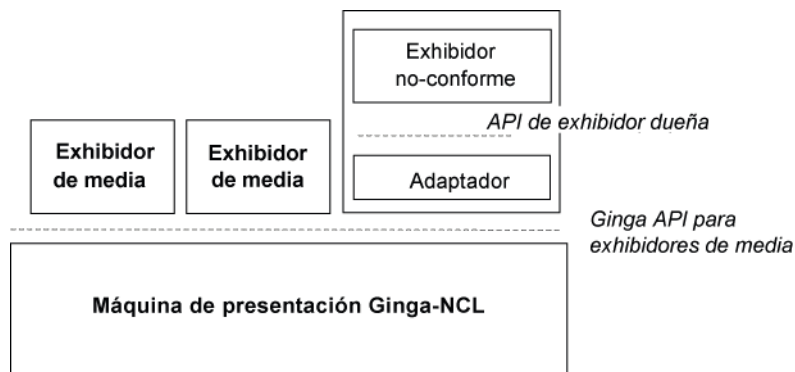 Exhibidor
no-conforme
API de exhibidor dueña
Exhibidor
de media
Exhibidor
de media
Adaptador
Ginga API para
exhibidores de media
Máquina de presentación Ginga-NCL